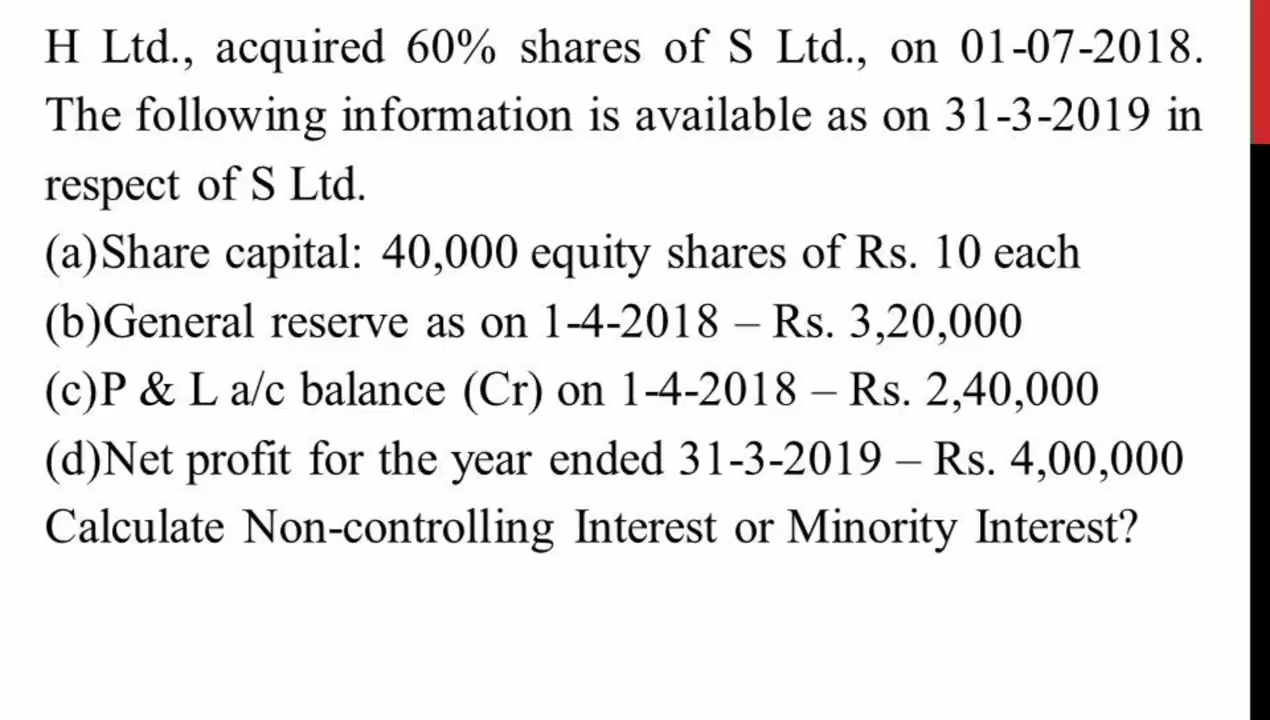 H Ltd., acquired 60% shares of S Ltd., on 01-07-2018.
The following information is available as on 31-3-2019 in
respect of S Ltd.
(a)Share capital: 40,000 equity shares of Rs. 10 each
(b)General reserve as on 1-4-2018 – Rs. 3,20,000
(c)P & L a/c balance (Cr) on 1-4-2018 – Rs. 2,40,000
(d)Net profit for the year ended 31-3-2019 – Rs. 4,00,000
Calculate Non-controlling Interest or Minority Interest?